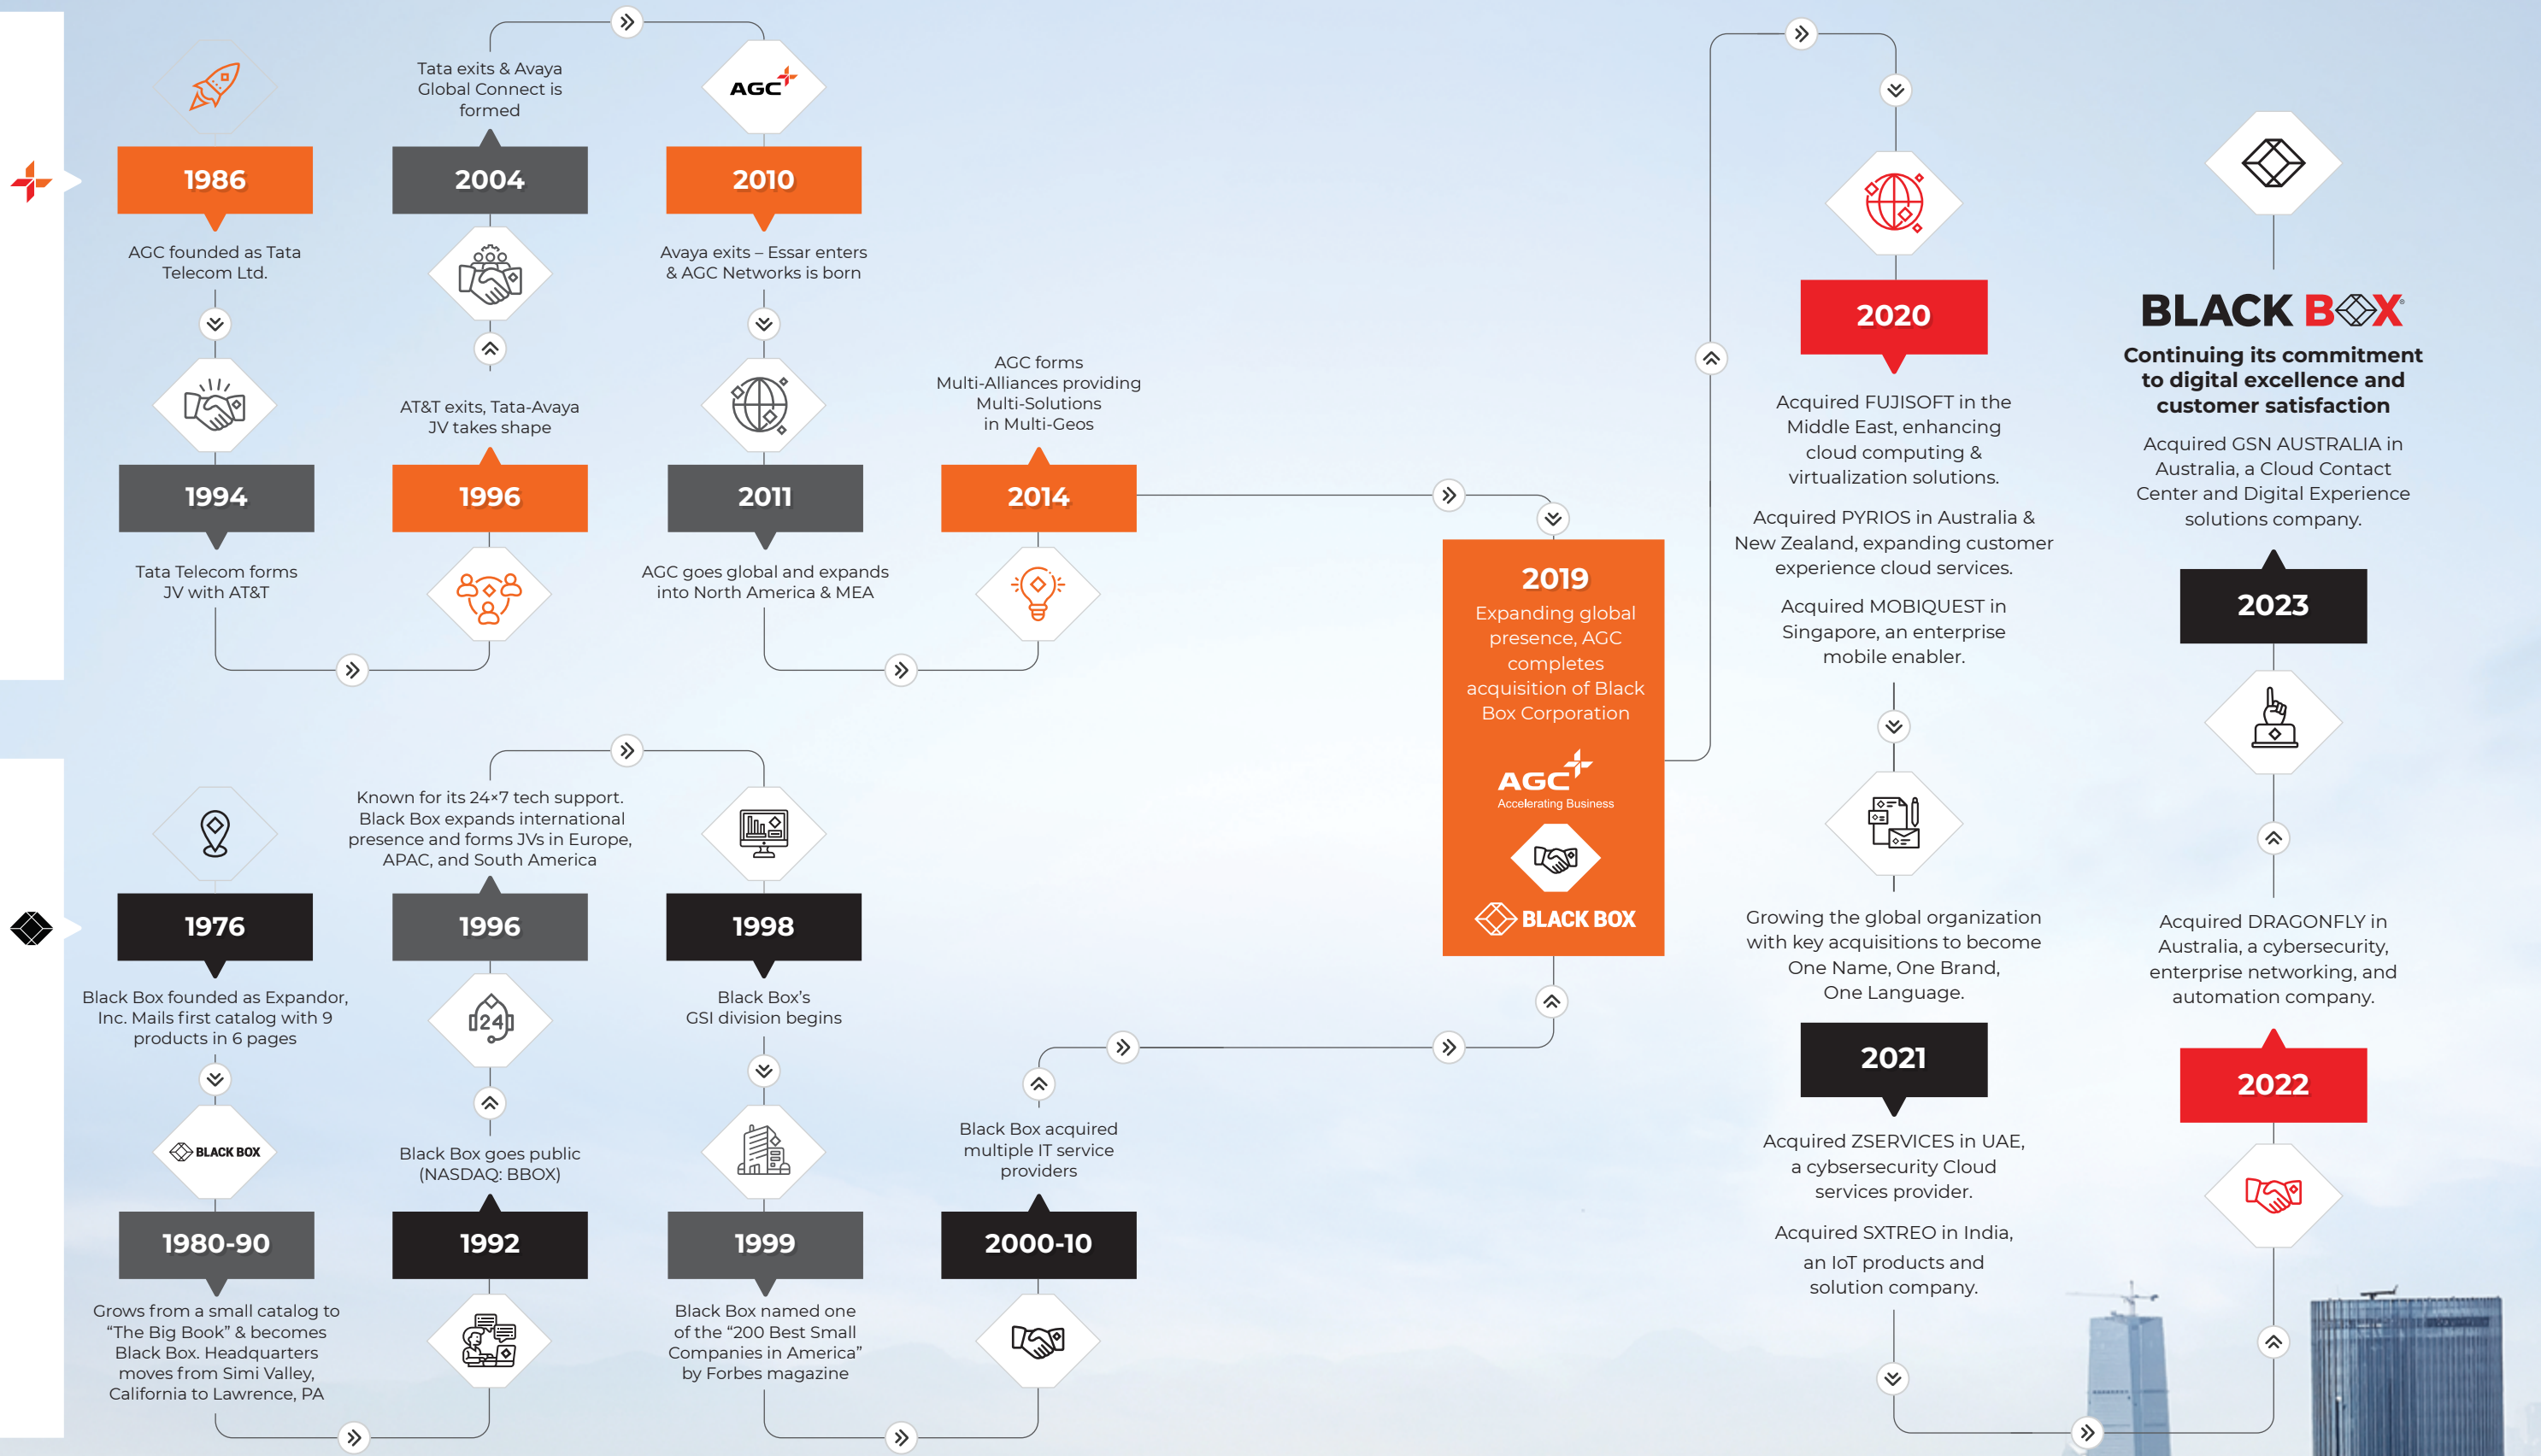 1986
AGC founded as Tata
Telecom Ltd.
1994
Tata Telecom forms
JV with AT&T
AT&T exits, Tata-Avaya
JV takes shape
1996
Tata exits & Avaya
Global Connect is
formed
2004
AGC
2010
Avaya exits – Essar enters
& AGC Networks is born
2011
AGC goes global and expands
into North America & MEA
AGC forms
Multi-Alliances providing
Multi-Solutions
in Multi-Geos
2014
1976
Black Box founded as Expandor,
Inc. Mails first catalog with 9
products in 6 pages
BLACK BOX
1980-90
Grows from a small catalog to
“The Big Book” & becomes
Black Box. Headquarters
moves from Simi Valley,
California to Lawrence, PA
Black Box goes public
(NASDAQ: BBOX)
1992
Known for its 24×7 tech support.
Black Box expands international
presence and forms JVs in Europe,
APAC, and South America
1996
24
1998
Black Box’s
GSI division begins
1999
Black Box named one
of the “200 Best Small
Companies in America”
by Forbes magazine
Black Box acquired
multiple IT service
providers
2000-10
2019
Expanding global
presence, AGC
completes
acquisition of Black
Box Corporation
AGC
Accelerating Business
BLACK BOX
2020
Acquired FUJISOFT in the
Middle East, enhancing
cloud computing &
virtualization solutions.
Acquired PYRIOS in Australia &
New Zealand, expanding customer
experience cloud services.
Acquired MOBIQUEST in
Singapore, an enterprise
mobile enabler.
Growing the global organization
with key acquisitions to become
One Name, One Brand,
One Language.
2021
Acquired ZSERVICES in UAE,
a cybsersecurity Cloud
services provider.
Acquired SXTREO in India,
an IoT products and
solution company.
BLACK BOX®
Continuing its commitment
to digital excellence and
customer satisfaction
Acquired GSN AUSTRALIA in
Australia, a Cloud Contact
Center and Digital Experience
solutions company.
2023
Acquired DRAGONFLY in
Australia, a cybersecurity,
enterprise networking, and
automation company.
2022